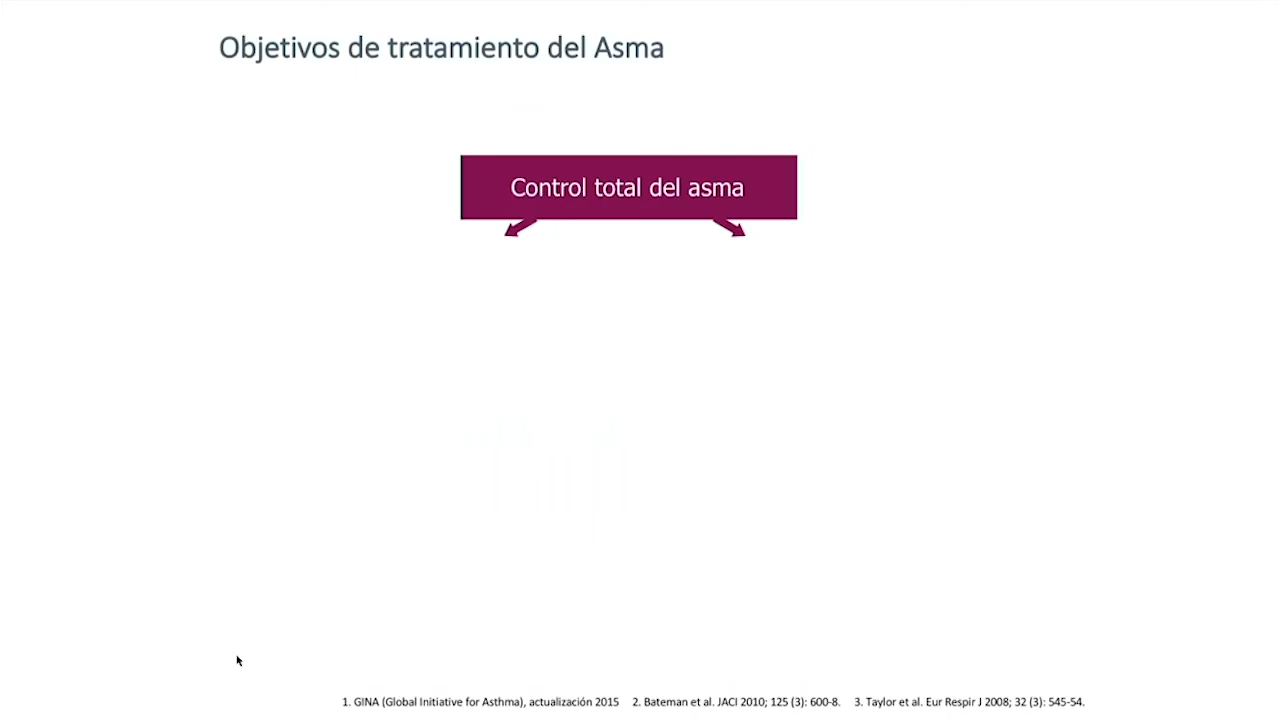 Objetivos de tratamiento del Asma
Control total del asma
1. GINA (Global Initiative for Asthma), actualización 2015 2. Bateman et al. JACI 2010; 125 (3): 600-8. 3. Taylor et al. Eur Respir J 2008; 32 (3): 545-54.